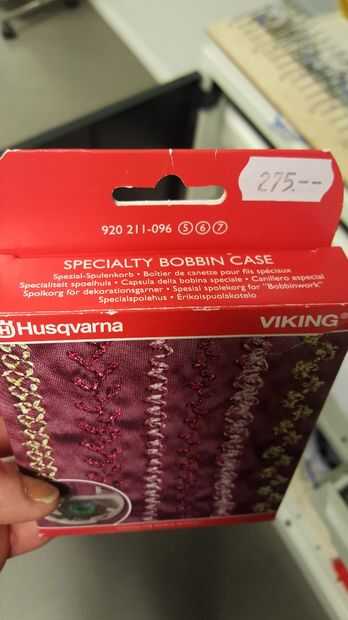 275.--
920 211-096 5 6 7
SPECIALTY BOBBIN CASE
Spezial-Spulenkorb • Boîtier de canette pour fils spéciaux
Specialiteit spoelhuis • Capsula della bobina speciale • Canillero especial
Spolkorg för dekorationsgarner • Spesial spolekorg for "Bobbinwork"
Specialspolehus • Erikoispuolakotelo
H Husqvarna VIKING®